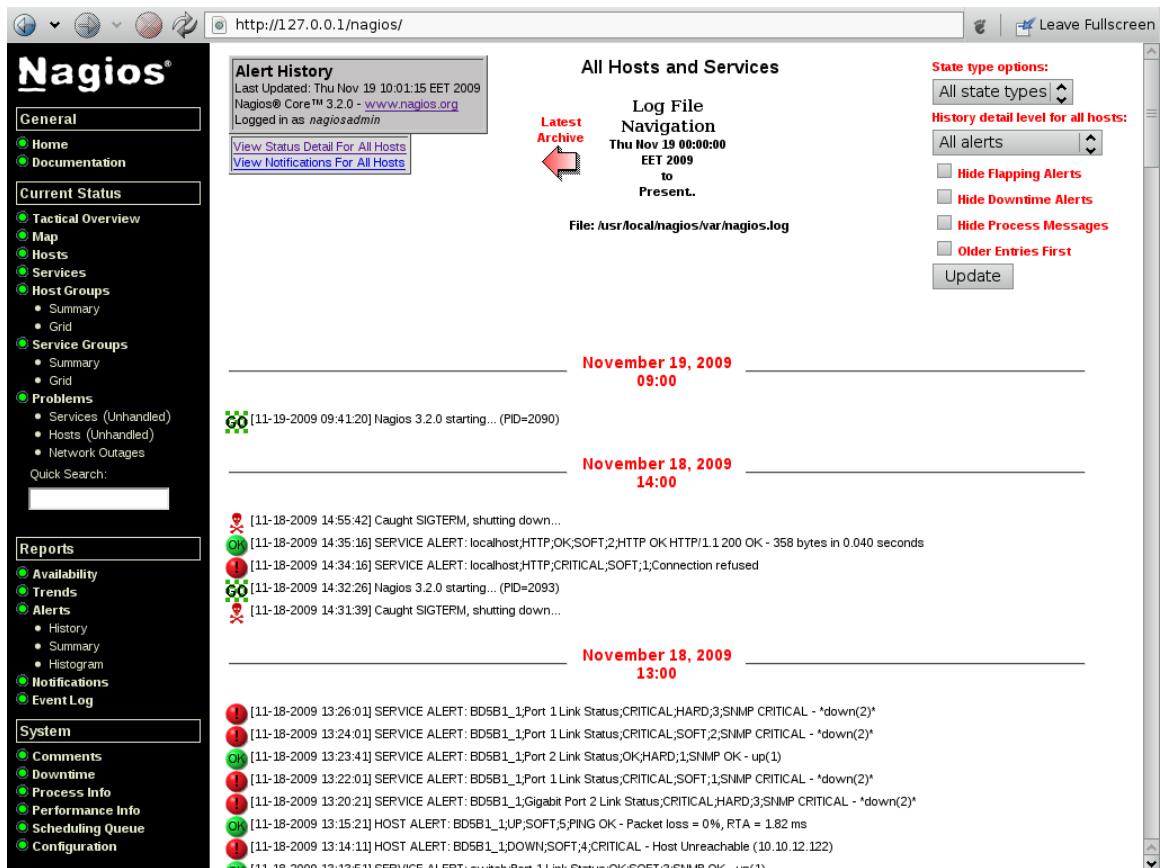 http://127.0.0.1/nagios/
Leave Fullscreen
Nagios®
General
Home
Documentation
Current Status
Tactical Overview
Map
Hosts
Services
Host Groups
Summary
Grid
Service Groups
Summary
Grid
Problems
Services (Unhandled)
Hosts (Unhandled)
Network Outages
Quick Search:
Reports
Availability
Trends
Alerts
History
Summary
Histogram
Notifications
Event Log
System
Comments
Downtime
Process Info
Performance Info
Scheduling Queue
Configuration
Alert History
Last Updated: Thu Nov 19 10:01:15 EET 2009
Nagios® Core™ 3.2.0 - www.nagios.org
Logged in as nagiosadmin
View Status Detail For All Hosts
View Notifications For All Hosts
All Hosts and Services
Latest
Archive
Log File
Navigation
Thu Nov 19 00:00:00
EET 2009
to
Present..
File: /usr/local/nagios/var/nagios.log
State type options:
All state types
History detail level for all hosts:
All alerts
Hide Flapping Alerts
Hide Downtime Alerts
Hide Process Messages
Older Entries First
Update
November 19, 2009
09:00
GO [11-19-2009 09:41:20] Nagios 3.2.0 starting... (PID=2090)
November 18, 2009
14:00
[11-18-2009 14:55:42] Caught SIGTERM, shutting down...
OK [11-18-2009 14:35:16] SERVICE ALERT: localhost;HTTP;OK;SOFT;2;HTTP OK HTTP/1.1 200 OK - 358 bytes in 0.040 seconds
! [11-18-2009 14:34:16] SERVICE ALERT: localhost;HTTP;CRITICAL;SOFT;1;Connection refused
GO [11-18-2009 14:32:26] Nagios 3.2.0 starting... (PID=2093)
[11-18-2009 14:31:39] Caught SIGTERM, shutting down...
November 18, 2009
13:00
! [11-18-2009 13:26:01] SERVICE ALERT: BD5B1_1;Port 1 Link Status;CRITICAL;HARD;3;SNMP CRITICAL - *down(2)*
! [11-18-2009 13:24:01] SERVICE ALERT: BD5B1_1;Port 1 Link Status;CRITICAL;SOFT;2;SNMP CRITICAL - *down(2)*
OK [11-18-2009 13:23:41] SERVICE ALERT: BD5B1_1;Port 2 Link Status;OK;HARD;1;SNMP OK - up(1)
! [11-18-2009 13:22:01] SERVICE ALERT: BD5B1_1;Port 1 Link Status;CRITICAL;SOFT;1;SNMP CRITICAL - *down(2)*
! [11-18-2009 13:20:21] SERVICE ALERT: BD5B1_1;Gigabit Port 2 Link Status;CRITICAL;HARD;3;SNMP CRITICAL - *down(2)*
OK [11-18-2009 13:15:21] HOST ALERT: BD5B1_1;UP;SOFT;5;PING OK - Packet loss = 0%, RTA = 1.82 ms
! [11-18-2009 13:14:11] HOST ALERT: BD5B1_1;DOWN;SOFT;4;CRITICAL - Host Unreachable (10.10.12.122)
[11-18-2009 13:13:51] SERVICE ALERT: switch;Port 1 Link Status;OK;SOFT;3;SNMP OK - up(1)